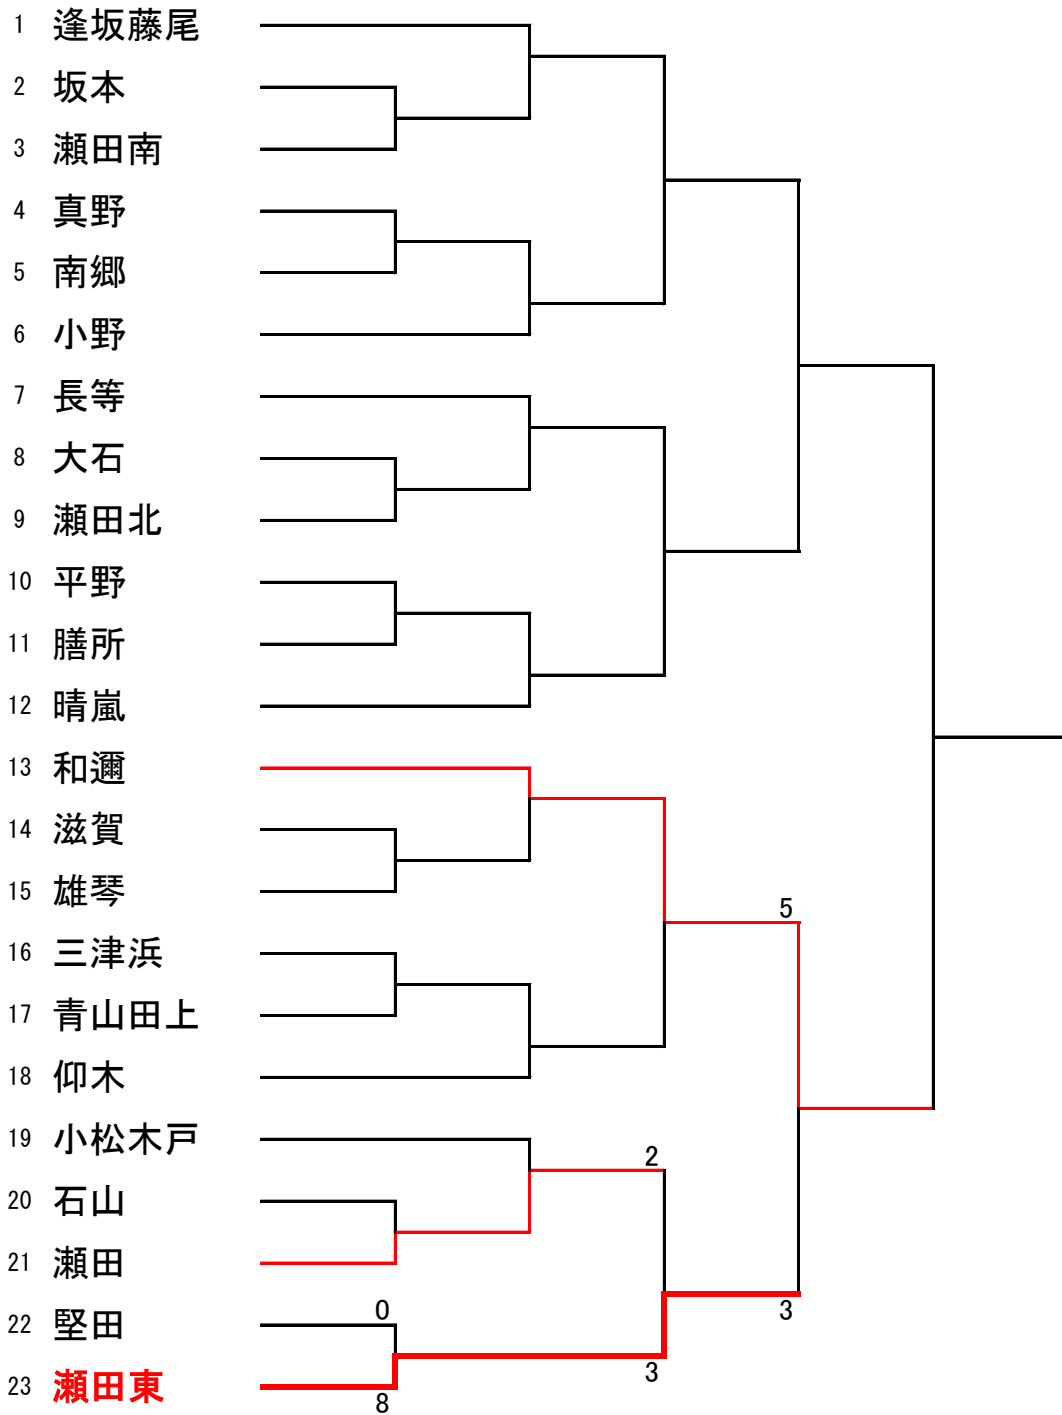 1 逢坂藤尾
2 坂本
3 瀬田南
4 真野
5 南郷
6 小野
7 長等
8 大石
9 瀬田北
10 平野
11 膳所
12 晴嵐
13 和邇
14 滋賀
15 雄琴
5
16 三津浜
17 青山田上
18 仰木
19 小松木戸
2
20 石山
21 瀬田
0
3
22 堅田
3
23 瀬田東
8